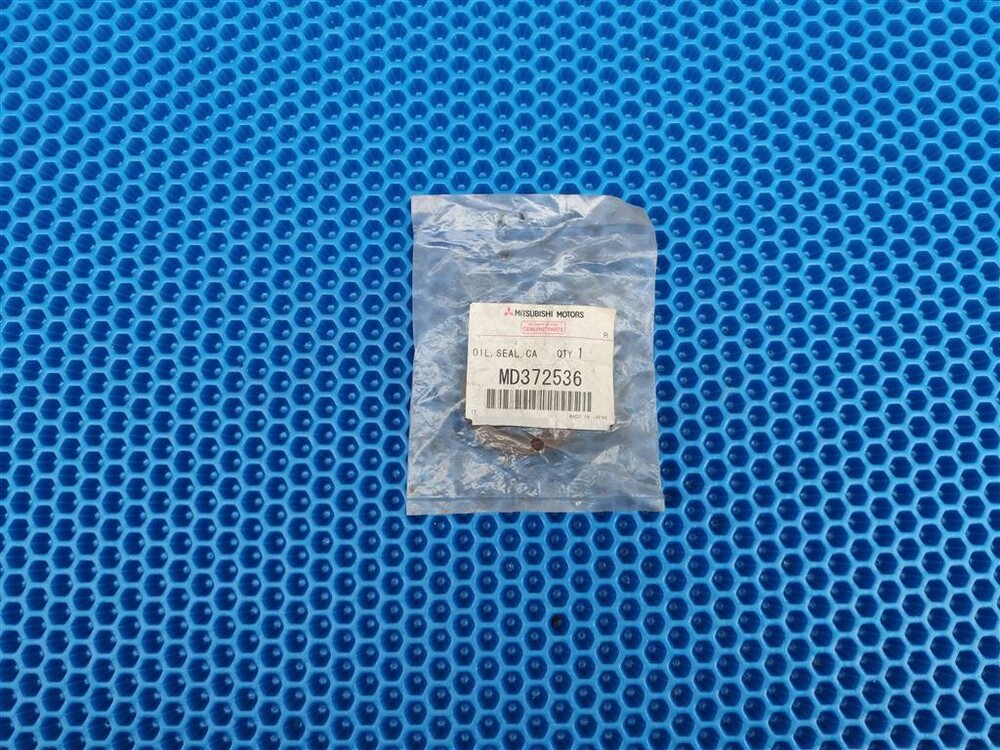 MITSUBISHI MOTORS
GENUINE PARTS
R
OIL, SEAL, CA QTY 1
MD372536
MADE IN JAPAN